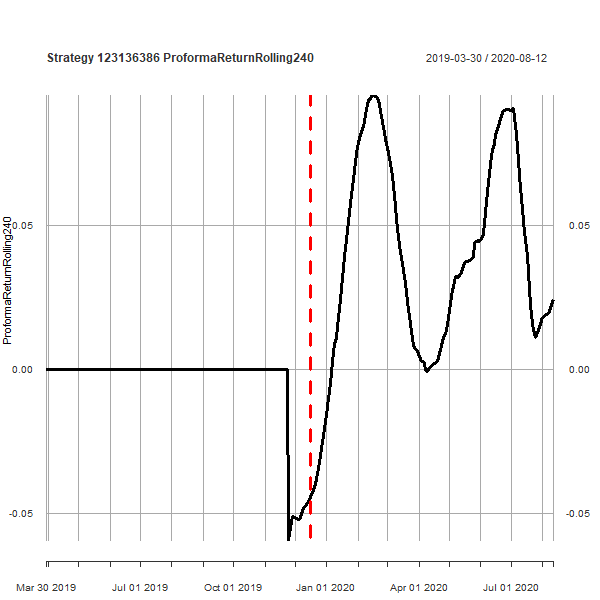 Strategy 123136386 ProformaReturnRolling240 2019-03-30 / 2020-08-12
ProformaReturnRolling240
0.05 0.05
0.00 0.00
-0.05 -0.05
Mar 30 2019 Jul 01 2019 Oct 01 2019 Jan 01 2020 Apr 01 2020 Jul 01 2020